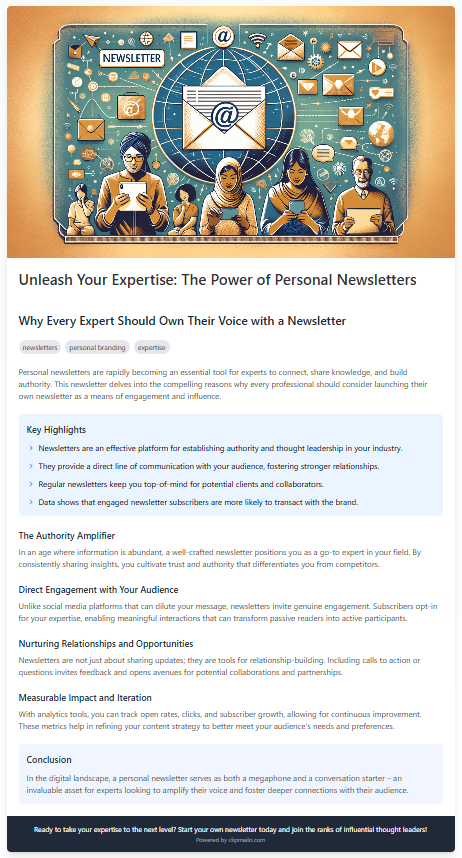 NEWSLETTER
@
@
@
@
Unleash Your Expertise: The Power of Personal Newsletters
Why Every Expert Should Own Their Voice with a Newsletter
newsletters personal branding expertise
Personal newsletters are rapidly becoming an essential tool for experts to connect, share knowledge, and build
authority. This newsletter delves into the compelling reasons why every professional should consider launching their
own newsletter as a means of engagement and influence.
Key Highlights
Newsletters are an effective platform for establishing authority and thought leadership in your industry.
They provide a direct line of communication with your audience, fostering stronger relationships.
Regular newsletters keep you top-of-mind for potential clients and collaborators.
Data shows that engaged newsletter subscribers are more likely to transact with the brand.
The Authority Amplifier
In an age where information is abundant, a well-crafted newsletter positions you as a go-to expert in your field. By
consistently sharing insights, you cultivate trust and authority that differentiates you from competitors.
Direct Engagement with Your Audience
Unlike social media platforms that can dilute your message, newsletters invite genuine engagement. Subscribers opt-in
for your expertise, enabling meaningful interactions that can transform passive readers into active participants.
Nurturing Relationships and Opportunities
Newsletters are not just about sharing updates; they are tools for relationship-building. Including calls to action or
questions invites feedback and opens avenues for potential collaborations and partnerships.
Measurable Impact and Iteration
With analytics tools, you can track open rates, clicks, and subscriber growth, allowing for continuous improvement.
These metrics help in refining your content strategy to better meet your audience's needs and preferences.
Conclusion
In the digital landscape, a personal newsletter serves as both a megaphone and a conversation starter – an
invaluable asset for experts looking to amplify their voice and foster deeper connections with their audience.
Ready to take your expertise to the next level? Start your own newsletter today and join the ranks of influential thought leaders!
Powered by clipmailo.com